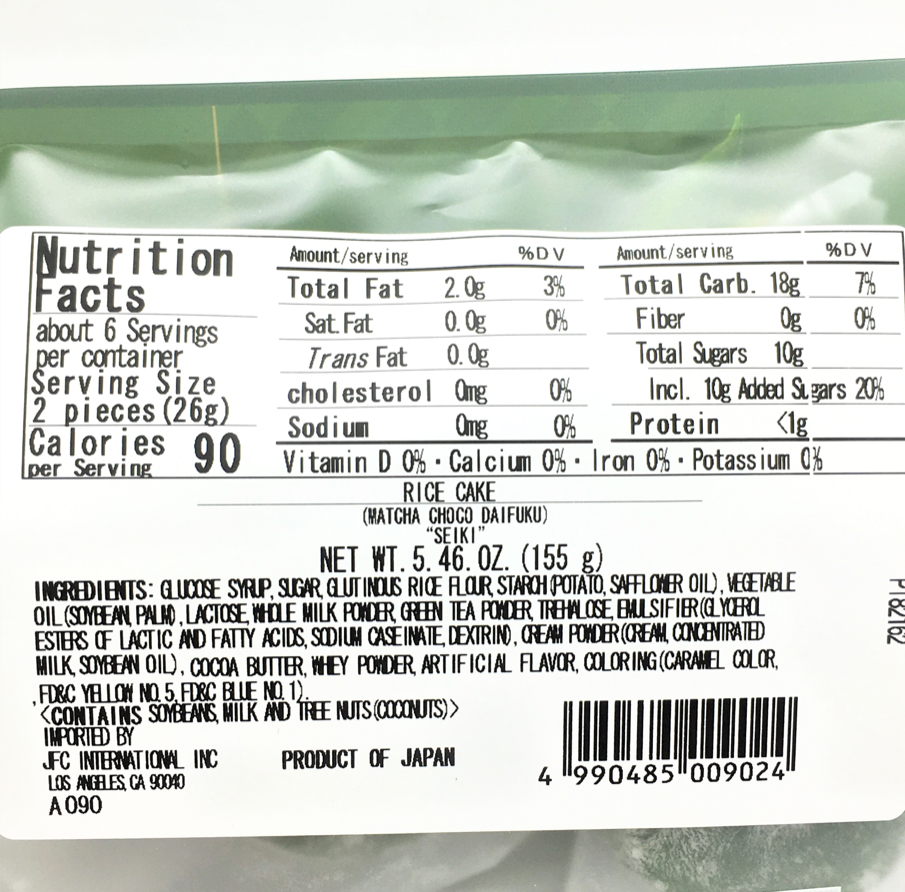 Nutrition
Facts
about 6 Servings
per container
Serving Size
2 pieces (26g)
Calories 90
per Serving
Amount/serving %DV
Total Fat 2.0g 3%
Sat. Fat 0.0g 0%
Trans Fat 0.0g
cholesterol 0mg 0%
Sodium 0mg 0%
Amount/serving %DV
Total Carb. 18g 7%
Fiber 0g 0%
Total Sugars 10g
Incl. 10g Added Sugars 20%
Protein <1g
Vitamin D 0% · Calcium 0% · Iron 0% · Potassium 0%
RICE CAKE
(MATCHA CHOCO DAIFUKU)
"SEIKI"
NET WT. 5.46.OZ. (155 g)
INGREDIENTS: GLUCOSE SYRUP, SUGAR, GLUTINOUS RICE FLOUR, STARCH (POTATO, SAFFLOWER OIL), VEGETABLE
OIL (SOYBEAN, PALM), LACTOSE, WHOLE MILK POWDER, GREEN TEA POWDER, TREHALOSE, EMULSIFIER (GLYCEROL
ESTERS OF LACTIC AND FATTY ACIDS, SODIUM CASEINATE, DEXTRIN), CREAM POWDER (CREAM, CONCENTRATED
MILK, SOYBEAN OIL), COCOA BUTTER, WHEY POWDER, ARTIFICIAL FLAVOR, COLORING (CARAMEL COLOR,
, FD&C YELLOW NO. 5, FD&C BLUE NO. 1).
<CONTAINS SOYBEANS, MILK AND TREE NUTS (COCONUTS)>
IMPORTED BY
JFC INTERNATIONAL INC PRODUCT OF JAPAN
LOS ANGELES, CA 90040
A090
4 990485 009024